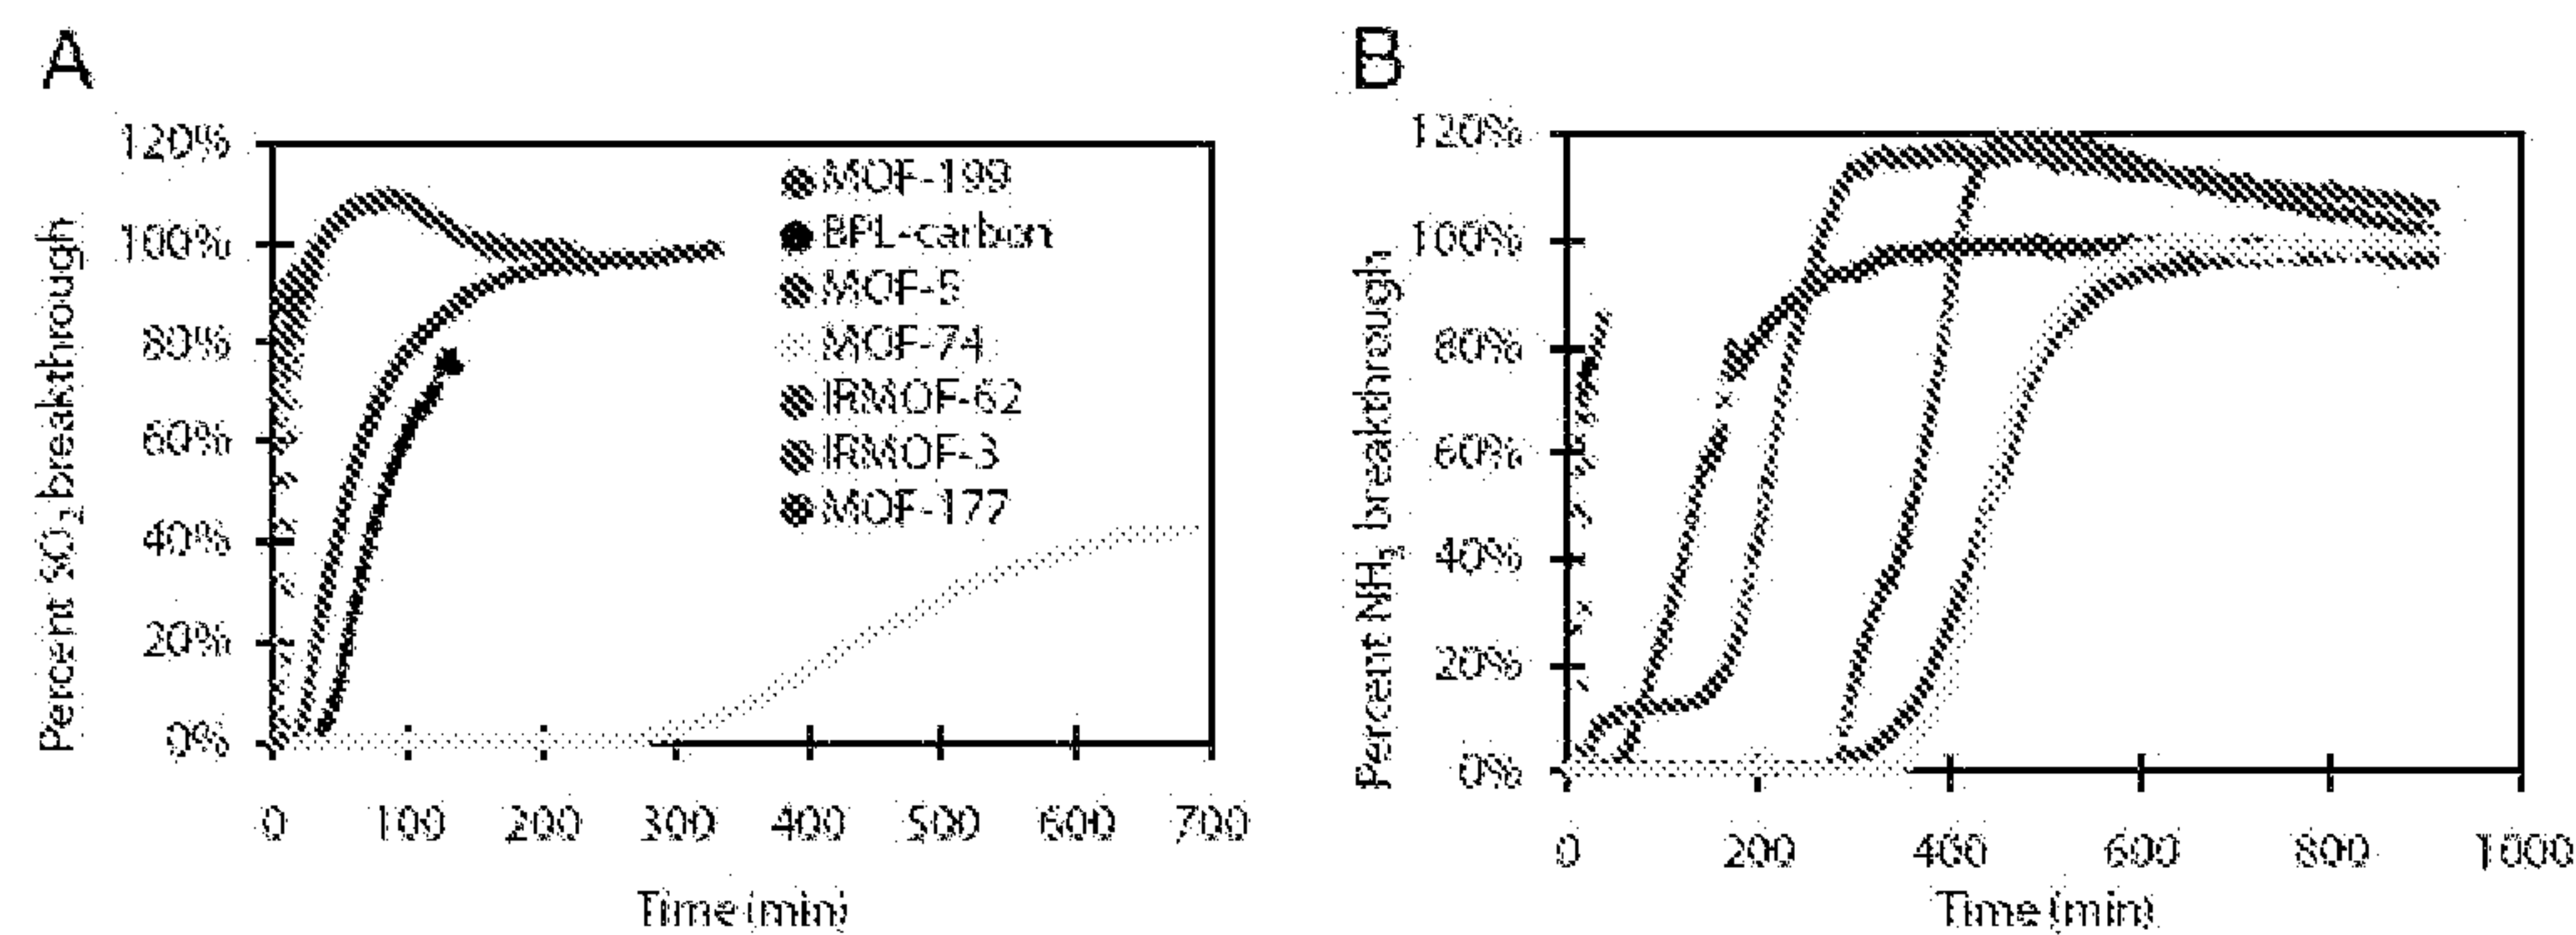 A
Percent SO2 breakthrough
120%
100%
80%
60%
40%
20%
0%
0 100 200 300 400 500 600 700
Time (min)
MOF-199
BPL-carbon
MOF-5
MOF-74
IRMOF-62
IRMOF-3
MOF-177
B
Percent NH3 breakthrough
120%
100%
80%
60%
40%
20%
0%
0 200 400 600 800 1000
Time (min)